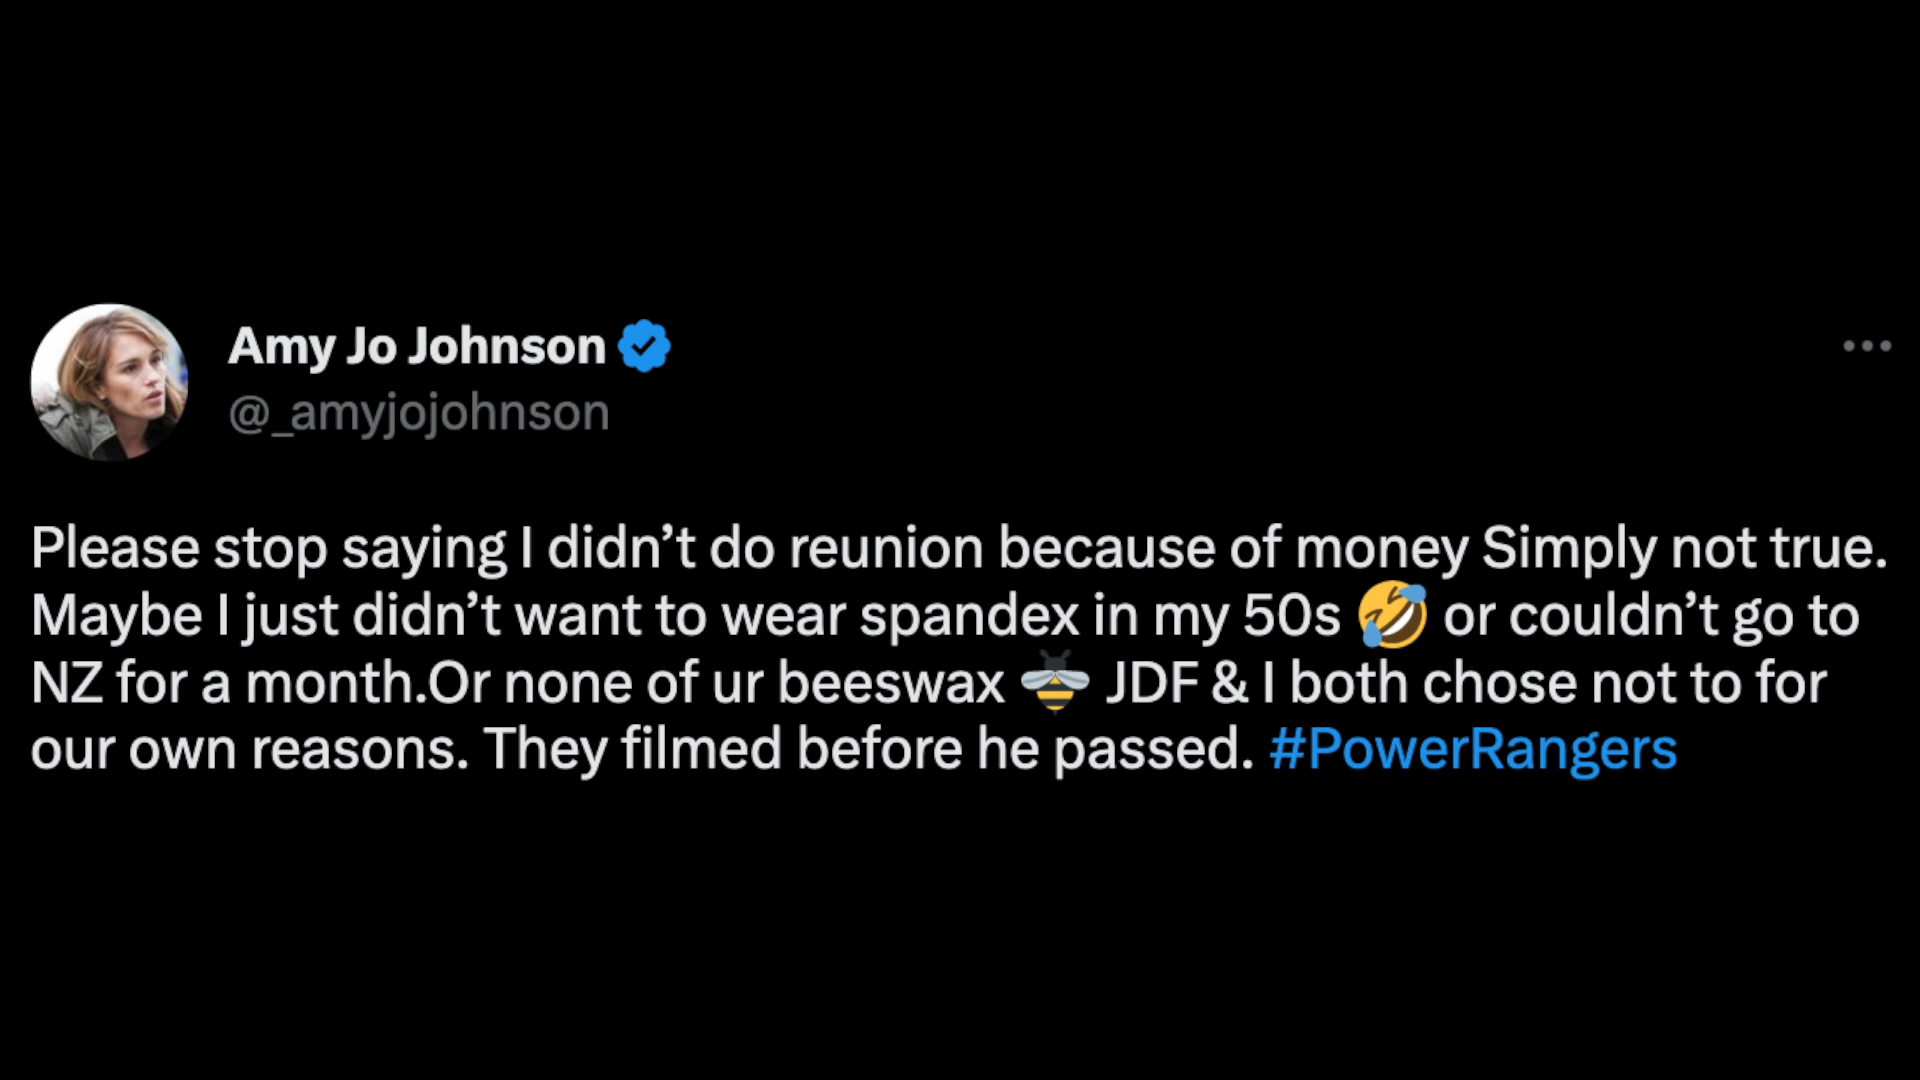 Amy Jo Johnson
@_amyjojohnson
Please stop saying I didn’t do reunion because of money Simply not true.
Maybe I just didn’t want to wear spandex in my 50s 🤣 or couldn’t go to
NZ for a month.Or none of ur beeswax 🐝 JDF & I both chose not to for
our own reasons. They filmed before he passed. #PowerRangers